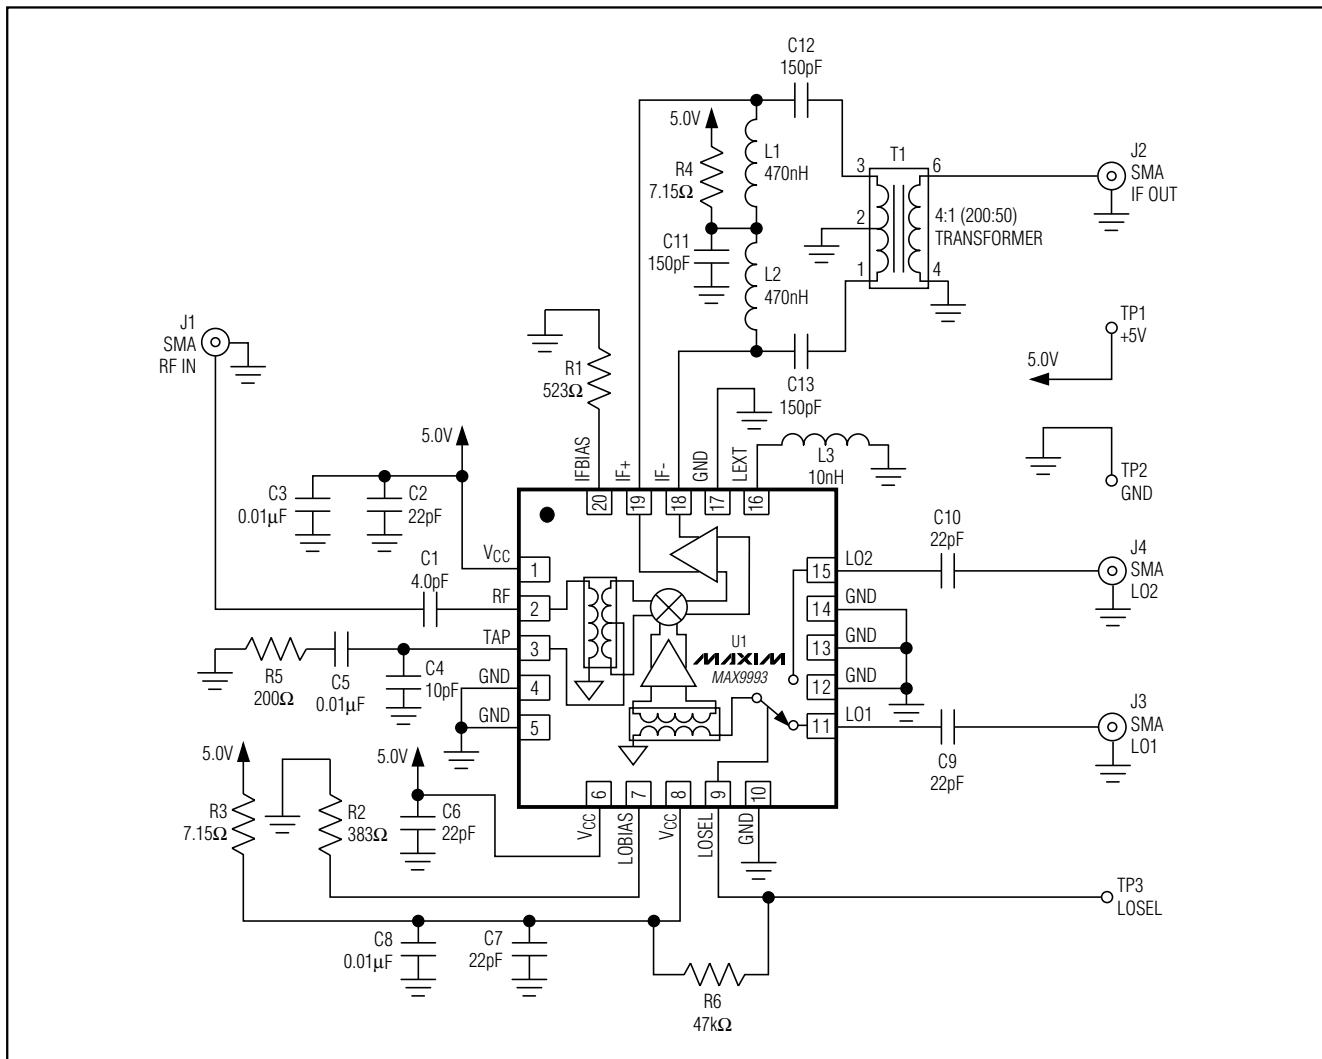 C12
150pF
5.0V
R4
7.15Ω
L1
470nH
C11
150pF
L2
470nH
C13
150pF
T1
3
2
1
6
4
4:1 (200:50)
TRANSFORMER
J2
SMA
IF OUT
J1
SMA
RF IN
R1
523Ω
TP1
+5V
5.0V
TP2
GND
L3
10nH
5.0V
C3
0.01μF
C2
22pF
IFBIAS
IF+
IF-
GND
LEXT
20
19
18
17
16
VCC
1
C1
4.0pF
RF
2
TAP
3
GND
4
GND
5
R5
200Ω
C5
0.01μF
C4
10pF
U1
MAXIM
MAX9993
15
LO2
14
GND
13
GND
12
GND
11
LO1
C10
22pF
J4
SMA
LO2
C9
22pF
J3
SMA
LO1
5.0V
R3
7.15Ω
R2
383Ω
5.0V
C6
22pF
6
7
8
9
10
VCC
LOBIAS
VCC
LOSEL
GND
C8
0.01μF
C7
22pF
R6
47kΩ
TP3
LOSEL